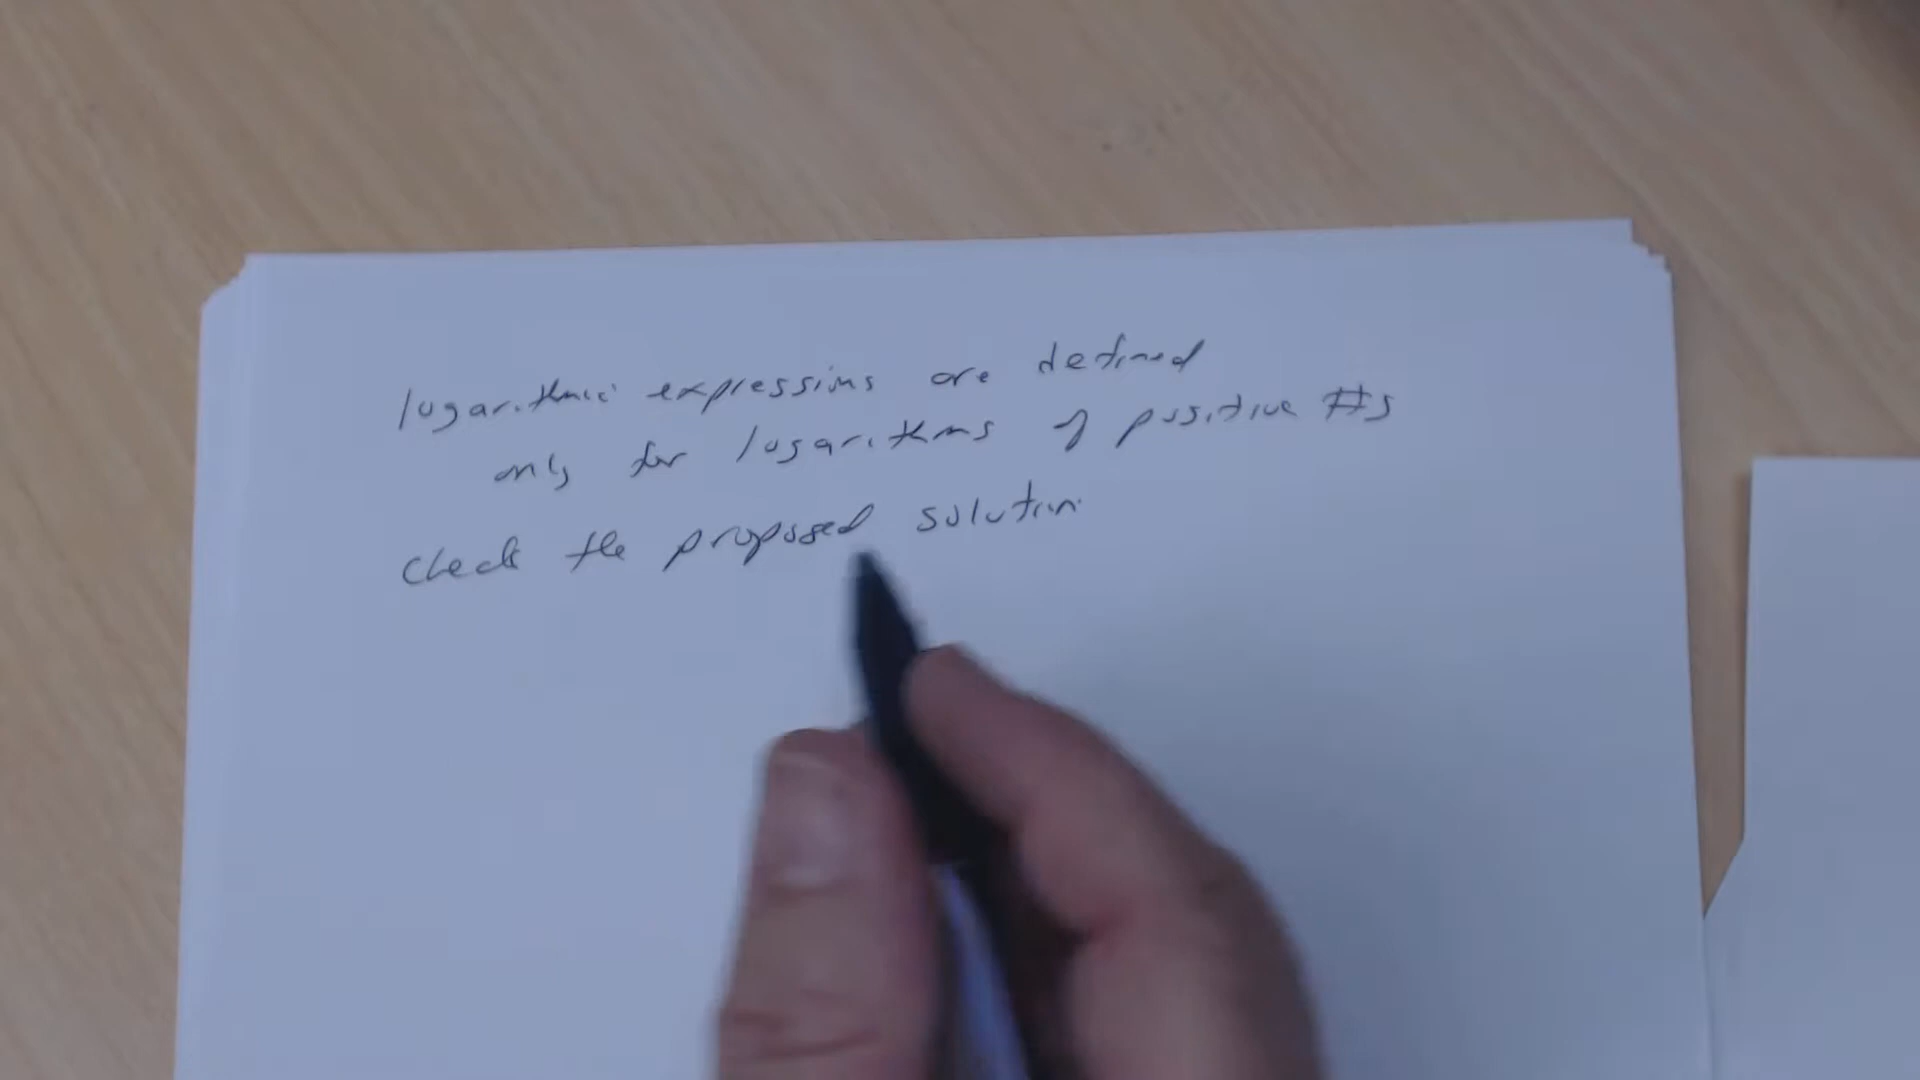 logarithmic expressions are defined
only for logarithms of positive #s
check the proposed solution